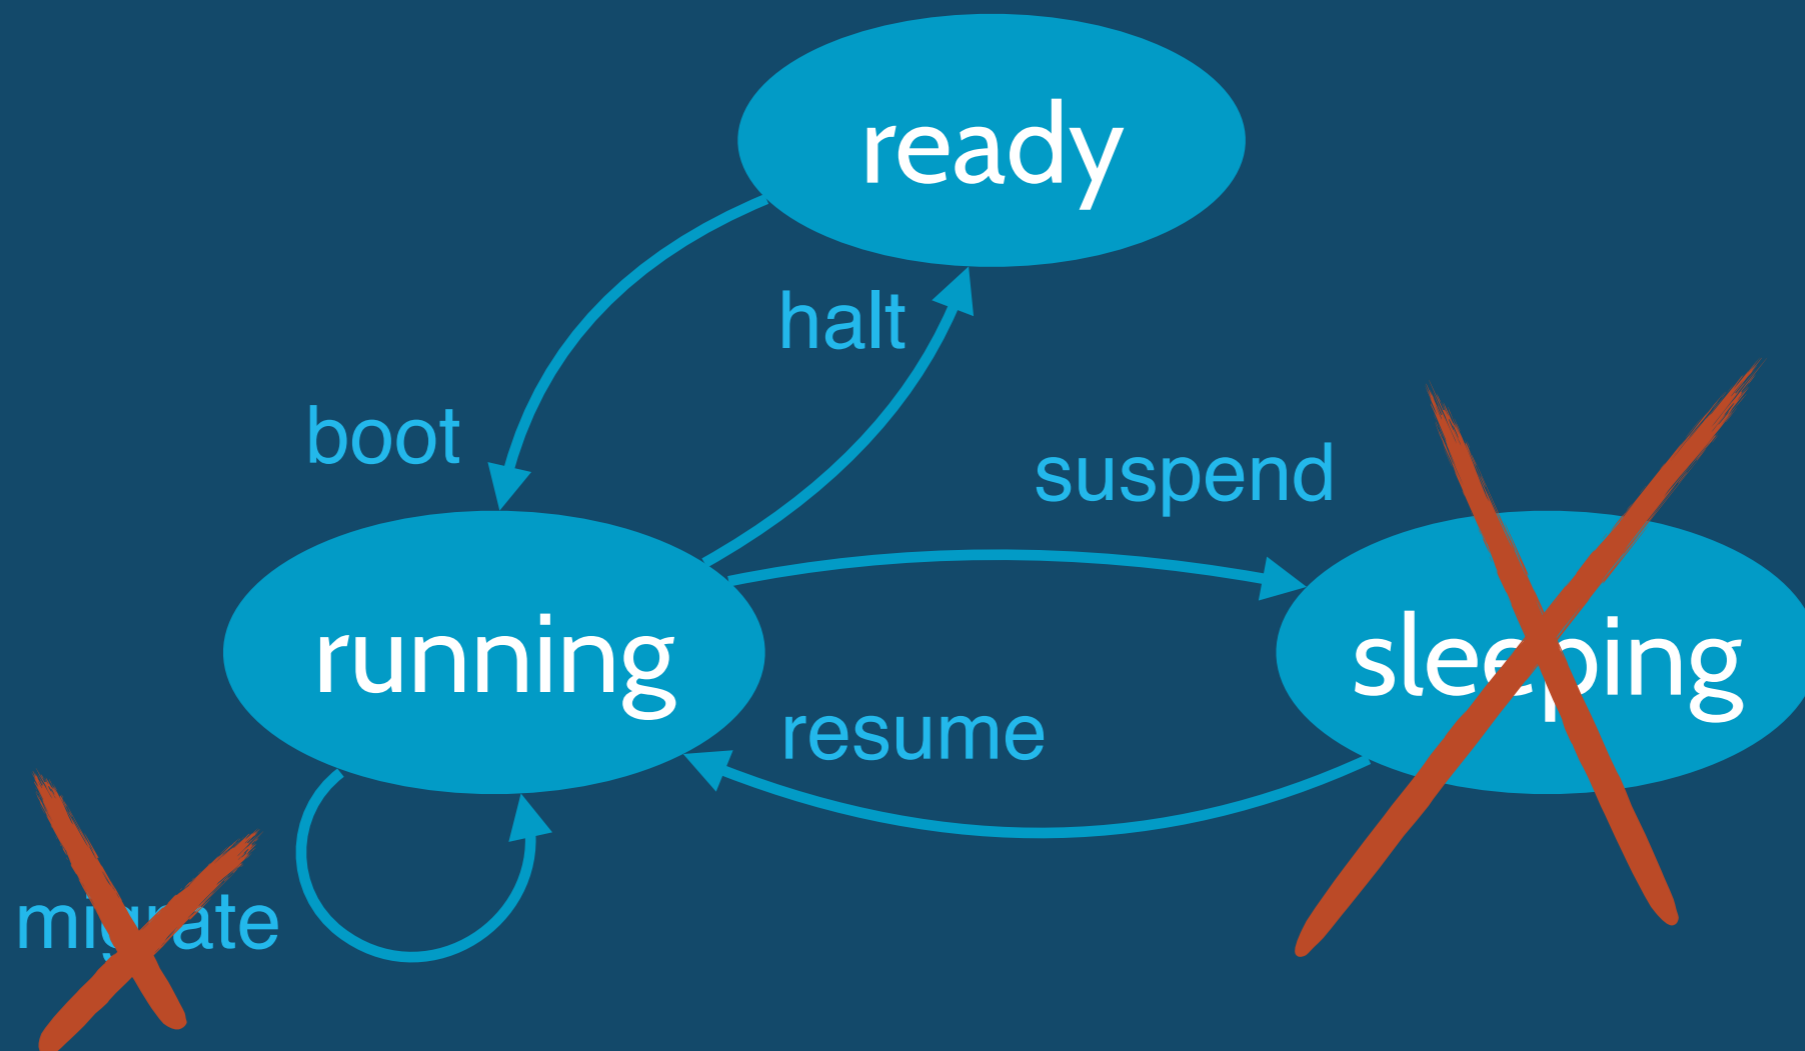 ready
halt
boot
suspend
running
sleeping
resume
migrate